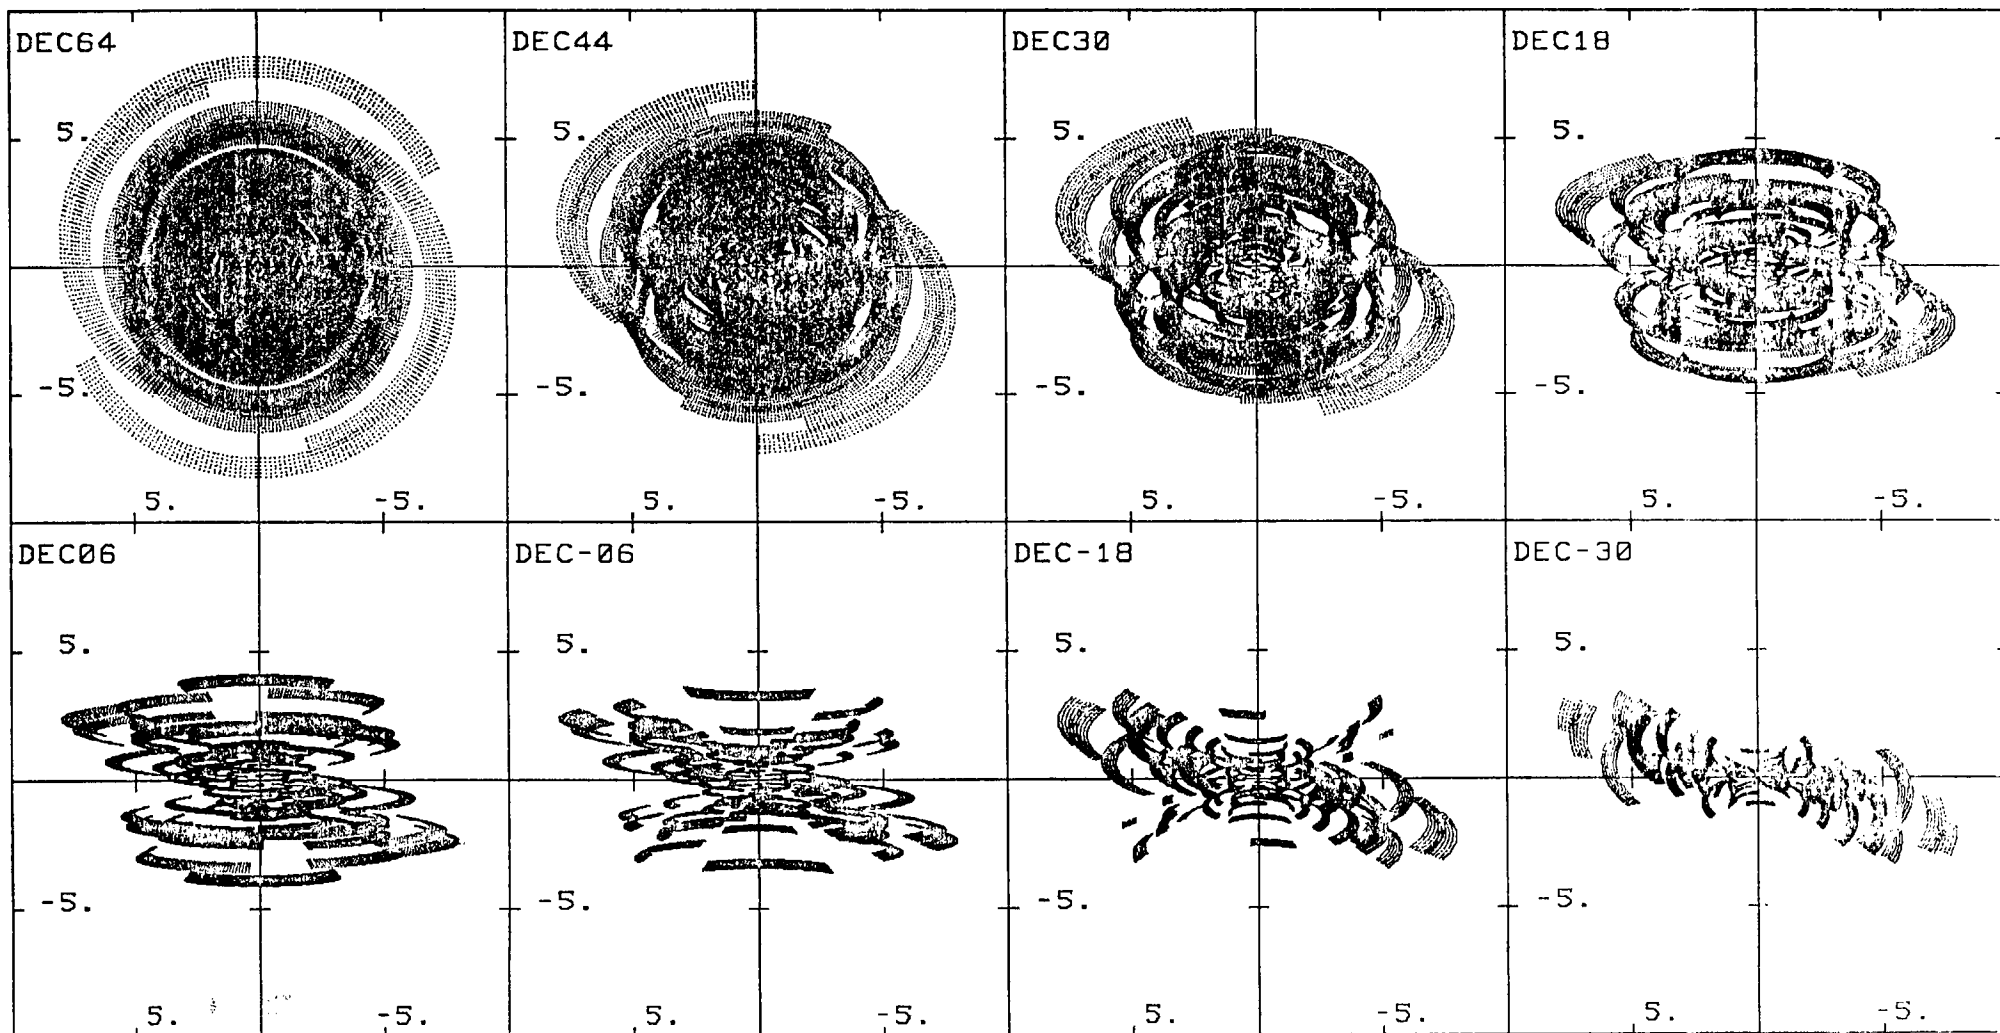 DEC64 DEC44 DEC30 DEC18
5. 5. 5. 5.
-5. -5. -5. -5.
5. -5. 5. -5. 5. -5. 5. -5.
DEC06 DEC-06 DEC-18 DEC-30
5. 5. 5. 5.
-5. -5. -5. -5.
5. -5. 5. -5. 5. -5. 5. -5.